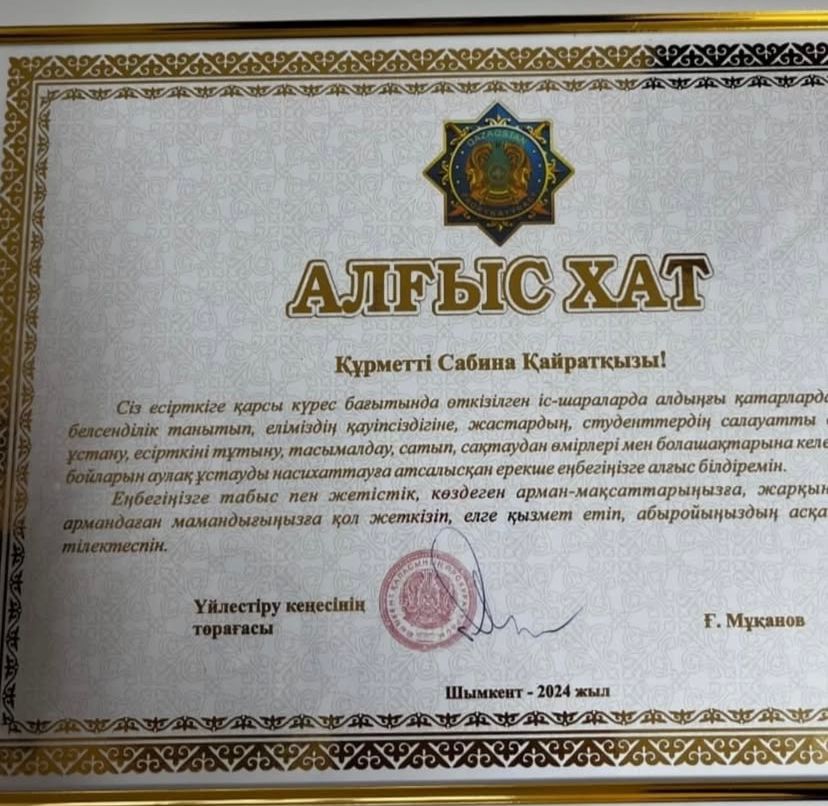 QAZAQSTAN
АЛҒЫС ХАТ
Құрметті Сабина Қайратқызы!
Сіз есірткіге қарсы күрес бағытында өткізілген іс-шараларда алдыңғы қатарларда
белсенділік танытып, еліміздің қауіпсіздігіне, жастардың, студенттердің салауатты
ұстану, есірткіні тұтыну, тасымалдау, сатып, сақтаудан өмірлері мен болашақтарына келе
бойларын аулақ ұстауды насихаттауға атсалысқан ерекше еңбегіңізге алғыс білдіремін.
Еңбегіңізге табыс пен жетістік, көздеген арман-мақсаттарыңызға, жарқын
армандаған мамандығыңызға қол жеткізіп, елге қызмет етіп, абыройыңыздың асқа
тілектеспін.
Үйлестіру кеңесінің
төрағасы
Ғ. Мұқанов
Шымкент - 2024 жыл